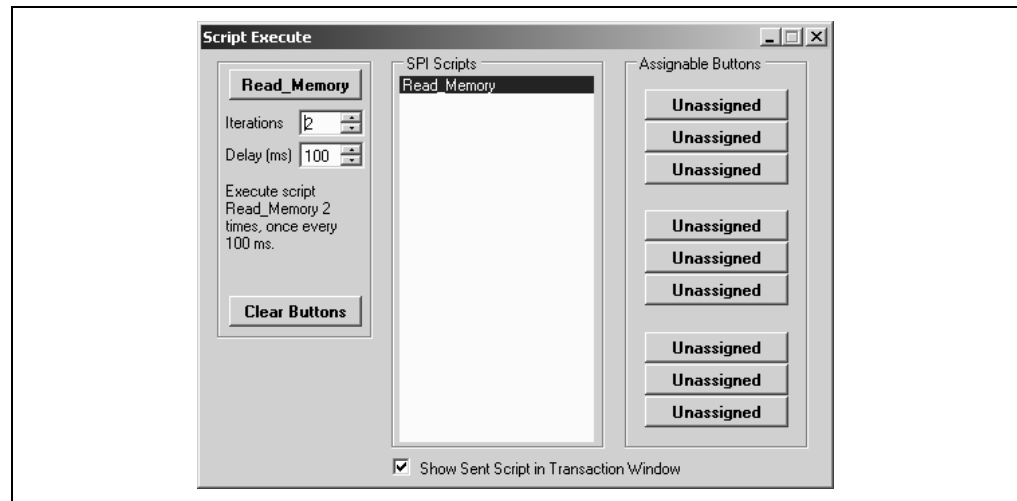 Script Execute
Read_Memory
Iterations 2
Delay (ms) 100
Execute script
Read_Memory 2
times, once every
100 ms.
Clear Buttons
SPI Scripts
Read_Memory
Assignable Buttons
Unassigned
Unassigned
Unassigned
Unassigned
Unassigned
Unassigned
Unassigned
Unassigned
Unassigned
Show Sent Script in Transaction Window